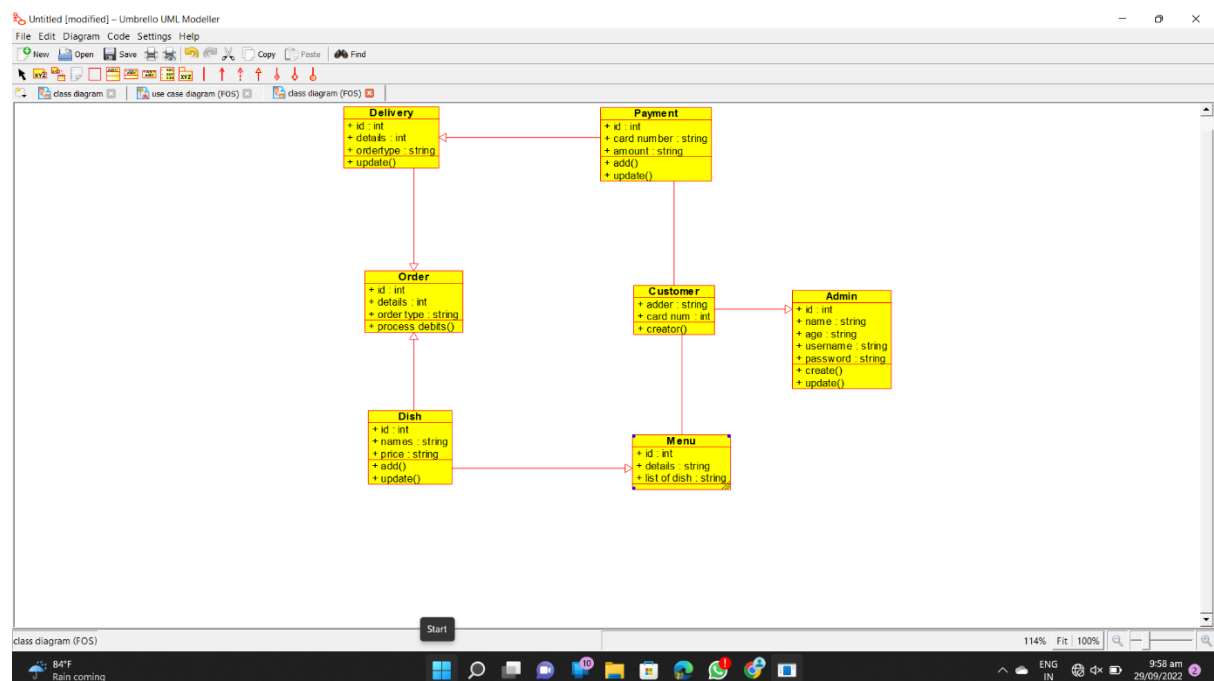 Untitled [modified] – Umbrello UML Modeller
File Edit Diagram Code Settings Help
New Open Save Copy Paste Find
class diagram use case diagram (FOS) class diagram (FOS)
Delivery
+ id : int
+ details : int
+ ordertype : string
+ update()
Payment
+ id : int
+ card number : string
+ amount : string
+ add()
+ update()
Order
+ id : int
+ details : int
+ order type : string
+ process debits()
Customer
+ adder : string
+ card num : int
+ creator()
Admin
+ id : int
+ name : string
+ age : string
+ username : string
+ password : string
+ create()
+ update()
Dish
+ id : int
+ names : string
+ price : string
+ add()
+ update()
Menu
+ id : int
+ details : string
+ list of dish : string
Start
class diagram (FOS)
114% Fit 100%
84°F
Rain coming
10
ENG
IN
9:58 am
29/09/2022
2